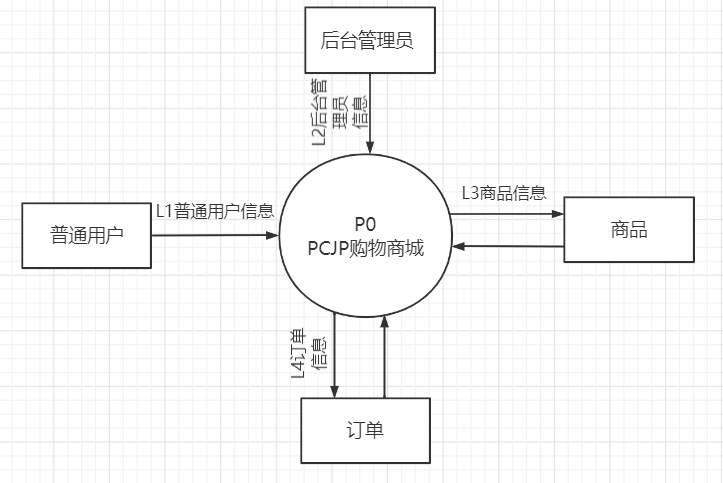 后台管理员
L2后台管
理员
信息
L1普通用户信息
普通用户
P0
PCJP购物商城
L3商品信息
商品
L4订单
信息
订单